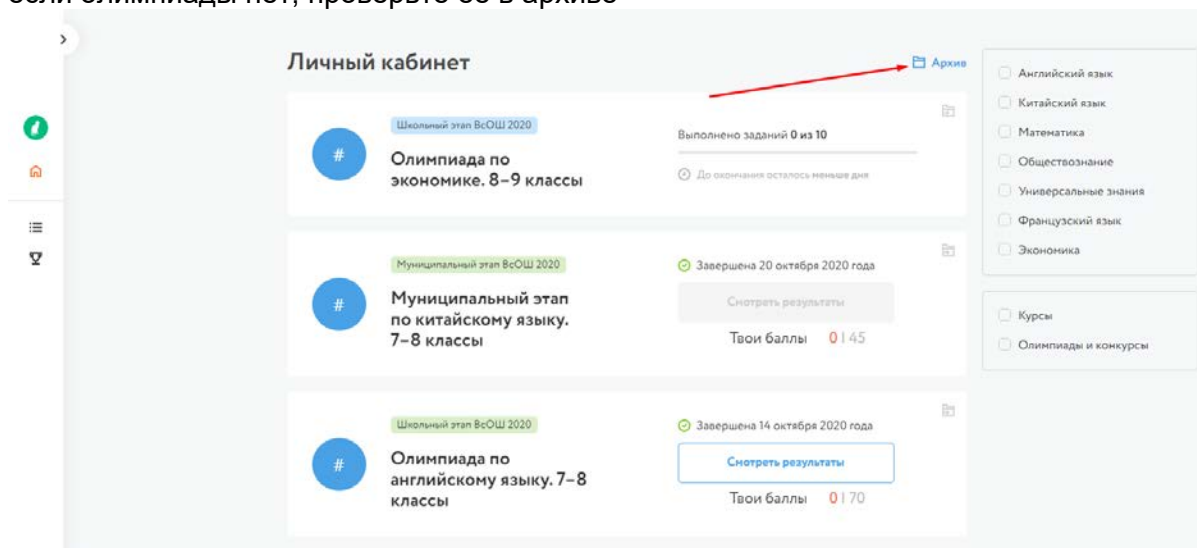 если олимпиады нет, проверьте её в архиве
Личный кабинет
Архив
Школьный этап ВсОШ 2020
Олимпиада по
экономике. 8–9 классы
Выполнено заданий 0 из 10
До окончания осталось меньше дня
Муниципальный этап ВсОШ 2020
Муниципальный этап
по китайскому языку.
7–8 классы
Завершена 20 октября 2020 года
Смотреть результаты
Твои баллы 0 | 45
Школьный этап ВсОШ 2020
Олимпиада по
английскому языку. 7–8
классы
Завершена 14 октября 2020 года
Смотреть результаты
Твои баллы 0 | 70
Английский язык
Китайский язык
Математика
Обществознание
Универсальные знания
Французский язык
Экономика
Курсы
Олимпиады и конкурсы